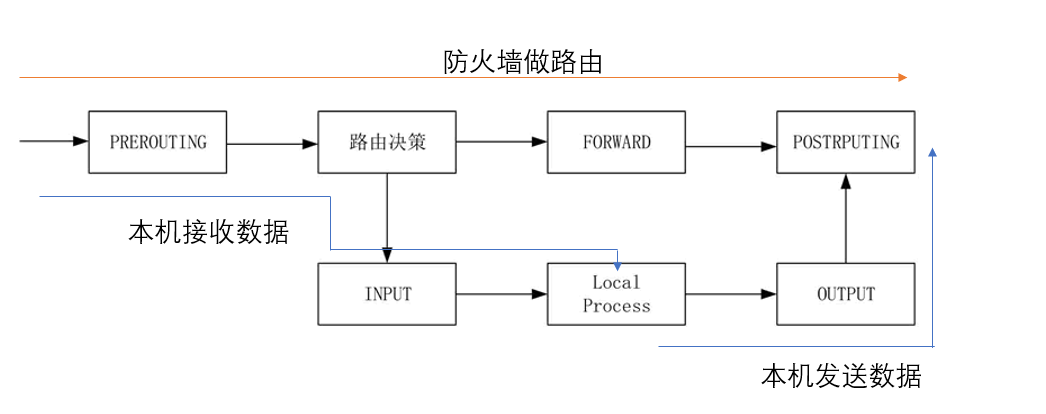 防火墙做路由
PREROUTING
路由决策
FORWARD
POSTRPUTING
本机接收数据
INPUT
Local
Process
OUTPUT
本机发送数据